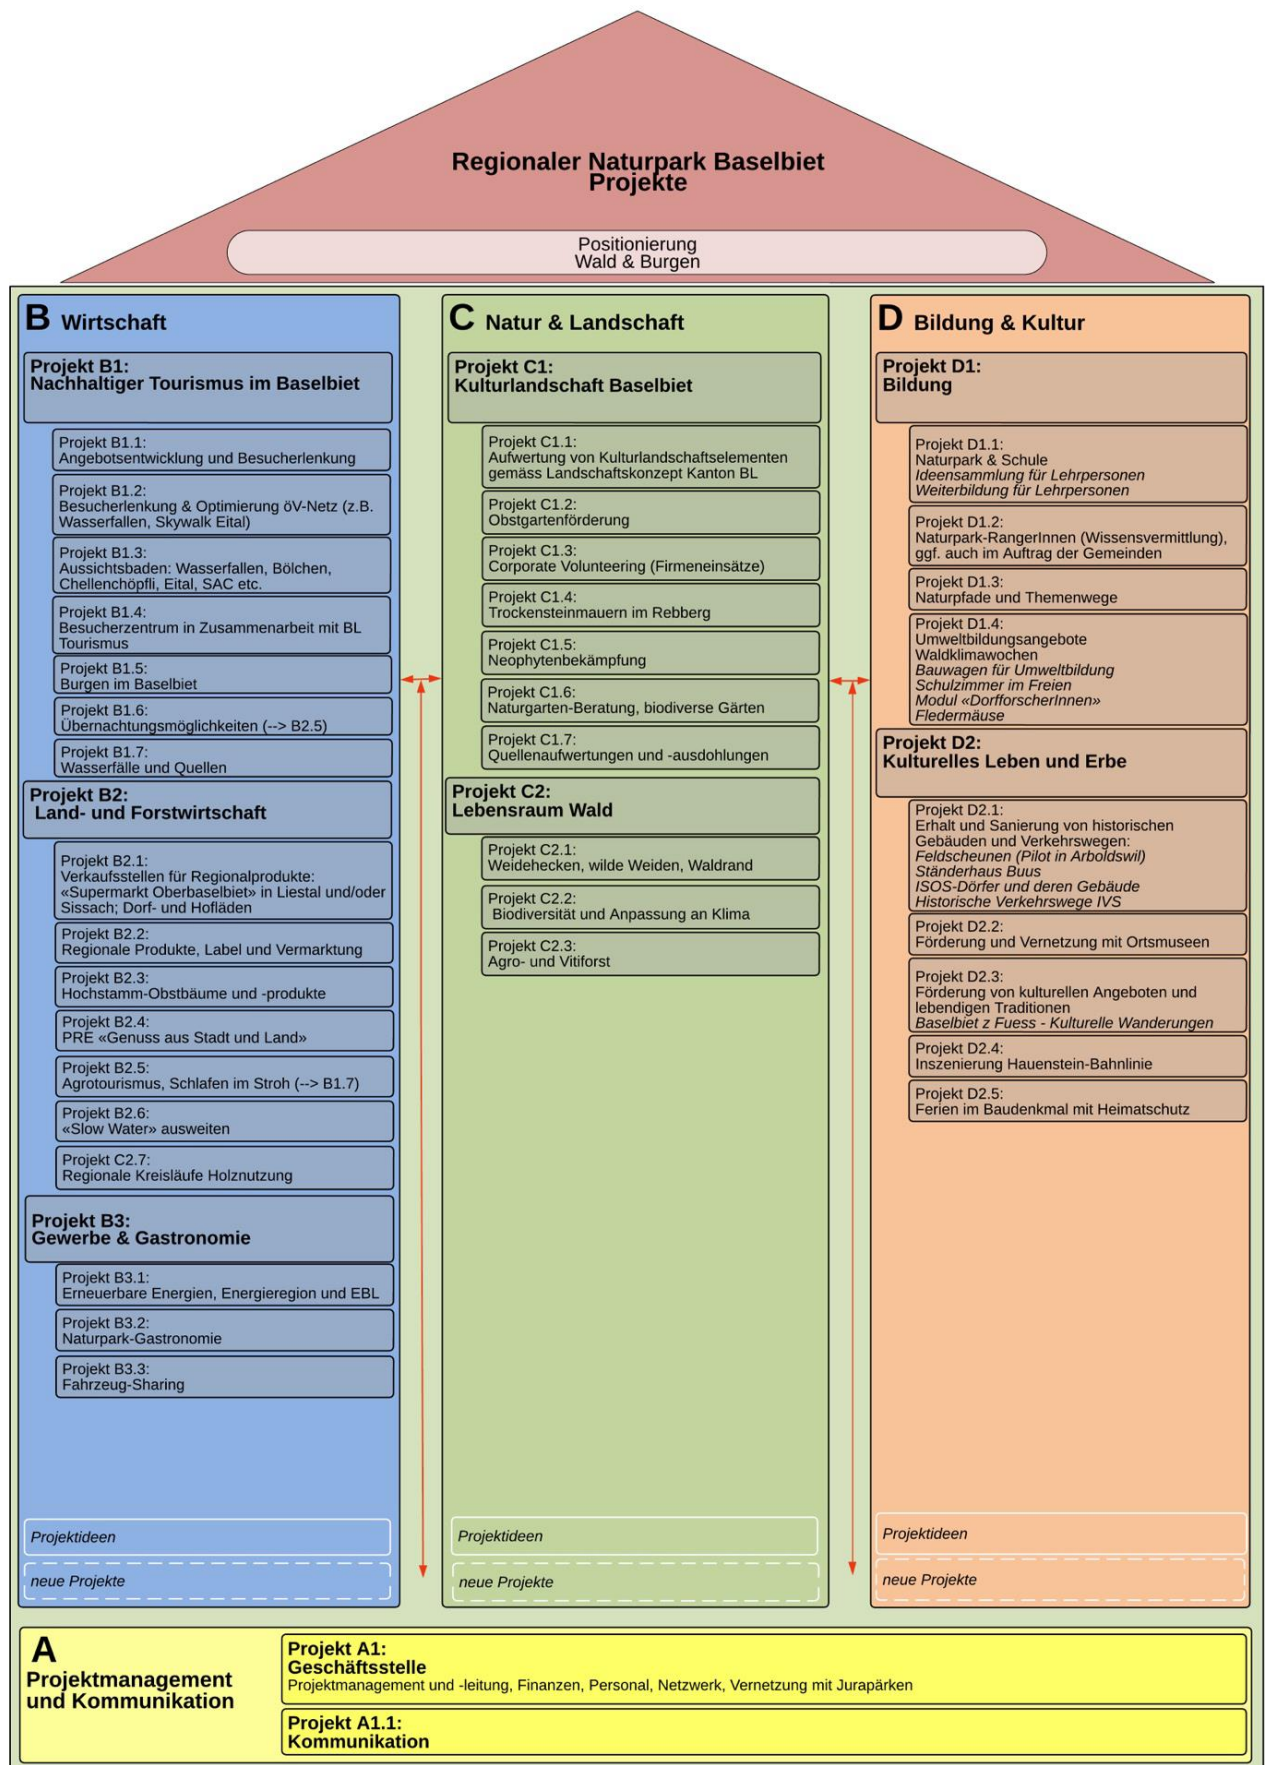 Regionaler Naturpark Baselbiet
Projekte
Positionierung
Wald & Burgen
B Wirtschaft
Projekt B1:
Nachhaltiger Tourismus im Baselbiet
Projekt B1.1:
Angebotsentwicklung und Besucherlenkung
Projekt B1.2:
Besucherlenkung & Optimierung öV-Netz (z.B.
Wasserfallen, Skywalk Eital)
Projekt B1.3:
Aussichtsbaden: Wasserfallen, Bölchen,
Chellenchöpfli, Eital, SAC etc.
Projekt B1.4:
Besucherzentrum in Zusammenarbeit mit BL
Tourismus
Projekt B1.5:
Burgen im Baselbiet
Projekt B1.6:
Übernachtungsmöglichkeiten (--> B2.5)
Projekt B1.7:
Wasserfälle und Quellen
Projekt B2:
Land- und Forstwirtschaft
Projekt B2.1:
Verkaufsstellen für Regionalprodukte:
«Supermarkt Oberbaselbiet» in Liestal und/oder
Sissach; Dorf- und Hofläden
Projekt B2.2:
Regionale Produkte, Label und Vermarktung
Projekt B2.3:
Hochstamm-Obstbäume und -produkte
Projekt B2.4:
PRE «Genuss aus Stadt und Land»
Projekt B2.5:
Agrotourismus, Schlafen im Stroh (--> B1.7)
Projekt B2.6:
«Slow Water» ausweiten
Projekt C2.7:
Regionale Kreisläufe Holznutzung
Projekt B3:
Gewerbe & Gastronomie
Projekt B3.1:
Erneuerbare Energien, Energieregion und EBL
Projekt B3.2:
Naturpark-Gastronomie
Projekt B3.3:
Fahrzeug-Sharing
Projektideen
neue Projekte
C Natur & Landschaft
Projekt C1:
Kulturlandschaft Baselbiet
Projekt C1.1:
Aufwertung von Kulturlandschaftselementen
gemäss Landschaftskonzept Kanton BL
Projekt C1.2:
Obstgartenförderung
Projekt C1.3:
Corporate Volunteering (Firmeneinsätze)
Projekt C1.4:
Trockensteinmauern im Rebberg
Projekt C1.5:
Neophytenbekämpfung
Projekt C1.6:
Naturgarten-Beratung, biodiverse Gärten
Projekt C1.7:
Quellenaufwertungen und -ausdohlungen
Projekt C2:
Lebensraum Wald
Projekt C2.1:
Weidehecken, wilde Weiden, Waldrand
Projekt C2.2:
Biodiversität und Anpassung an Klima
Projekt C2.3:
Agro- und Vitiforst
Projektideen
neue Projekte
D Bildung & Kultur
Projekt D1:
Bildung
Projekt D1.1:
Naturpark & Schule
Ideensammlung für Lehrpersonen
Weiterbildung für Lehrpersonen
Projekt D1.2:
Naturpark-RangerInnen (Wissensvermittlung),
ggf. auch im Auftrag der Gemeinden
Projekt D1.3:
Naturpfade und Themenwege
Projekt D1.4:
Umweltbildungsangebote
Waldklimawochen
Bauwagen für Umweltbildung
Schulzimmer im Freien
Modul «DorfforscherInnen»
Fledermäuse
Projekt D2:
Kulturelles Leben und Erbe
Projekt D2.1:
Erhalt und Sanierung von historischen
Gebäuden und Verkehrswegen:
Feldscheunen (Pilot in Arboldswil)
Ständerhaus Buus
ISOS-Dörfer und deren Gebäude
Historische Verkehrswege IVS
Projekt D2.2:
Förderung und Vernetzung mit Ortsmuseen
Projekt D2.3:
Förderung von kulturellen Angeboten und
lebendigen Traditionen
Baselbiet z Fuess - Kulturelle Wanderungen
Projekt D2.4:
Inszenierung Hauenstein-Bahnlinie
Projekt D2.5:
Ferien im Baudenkmal mit Heimatschutz
Projektideen
neue Projekte
A
Projektmanagement
und Kommunikation
Projekt A1:
Geschäftsstelle
Projektmanagement und -leitung, Finanzen, Personal, Netzwerk, Vernetzung mit Jurapärken
Projekt A1.1:
Kommunikation